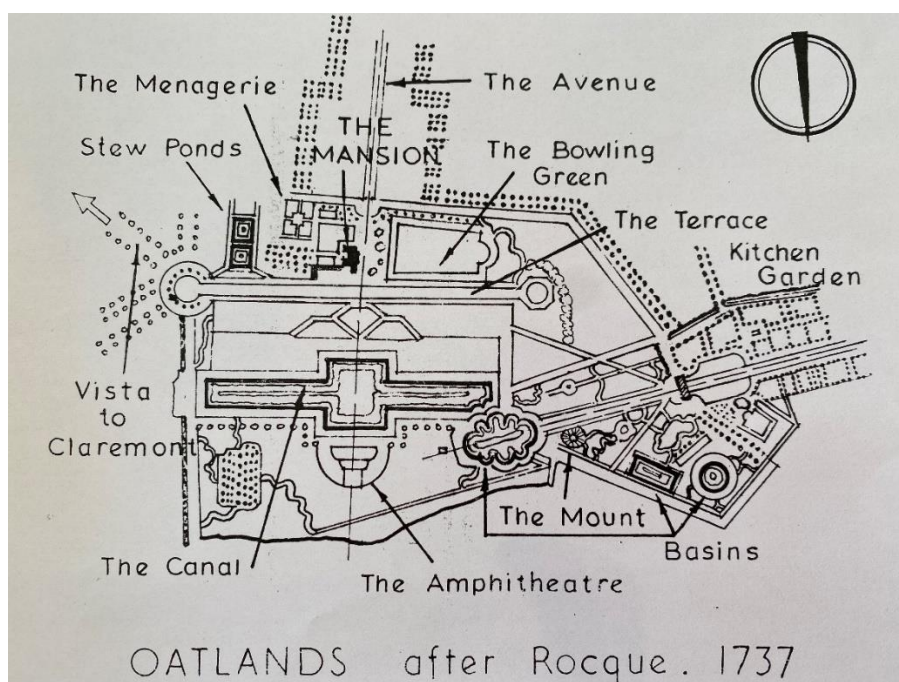 The Menagerie
The Avenue
Stew Ponds
THE
MANSION
The Bowling
Green
The Terrace
Kitchen
Garden
Vista
to
Claremont
The Canal
The Amphitheatre
The Mount
Basins
OATLANDS after Rocque. 1737